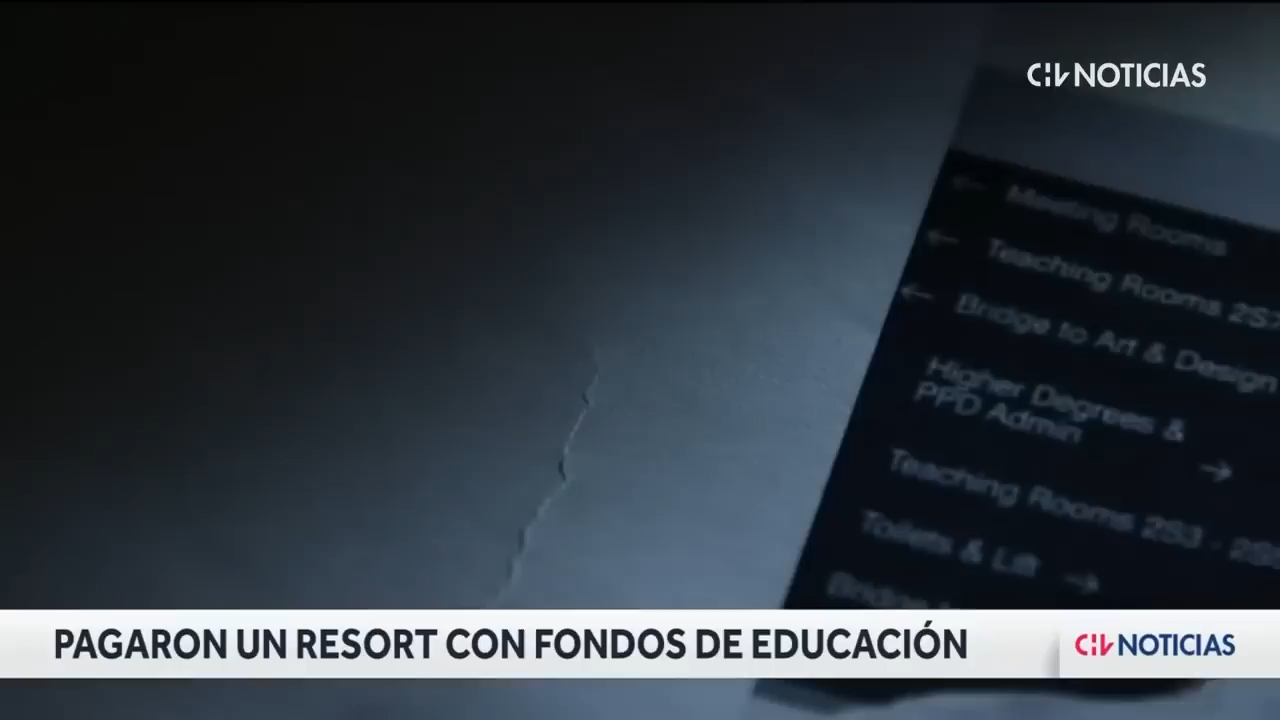 CHV NOTICIAS
← Meeting Rooms
← Teaching Rooms
← Bridge to Art & Design
Higher Degrees &
PPD Admin →
Teaching Rooms 2S3 -
Toilets & Lift →
Bridge
PAGARON UN RESORT CON FONDOS DE EDUCACIÓN
CHV NOTICIAS